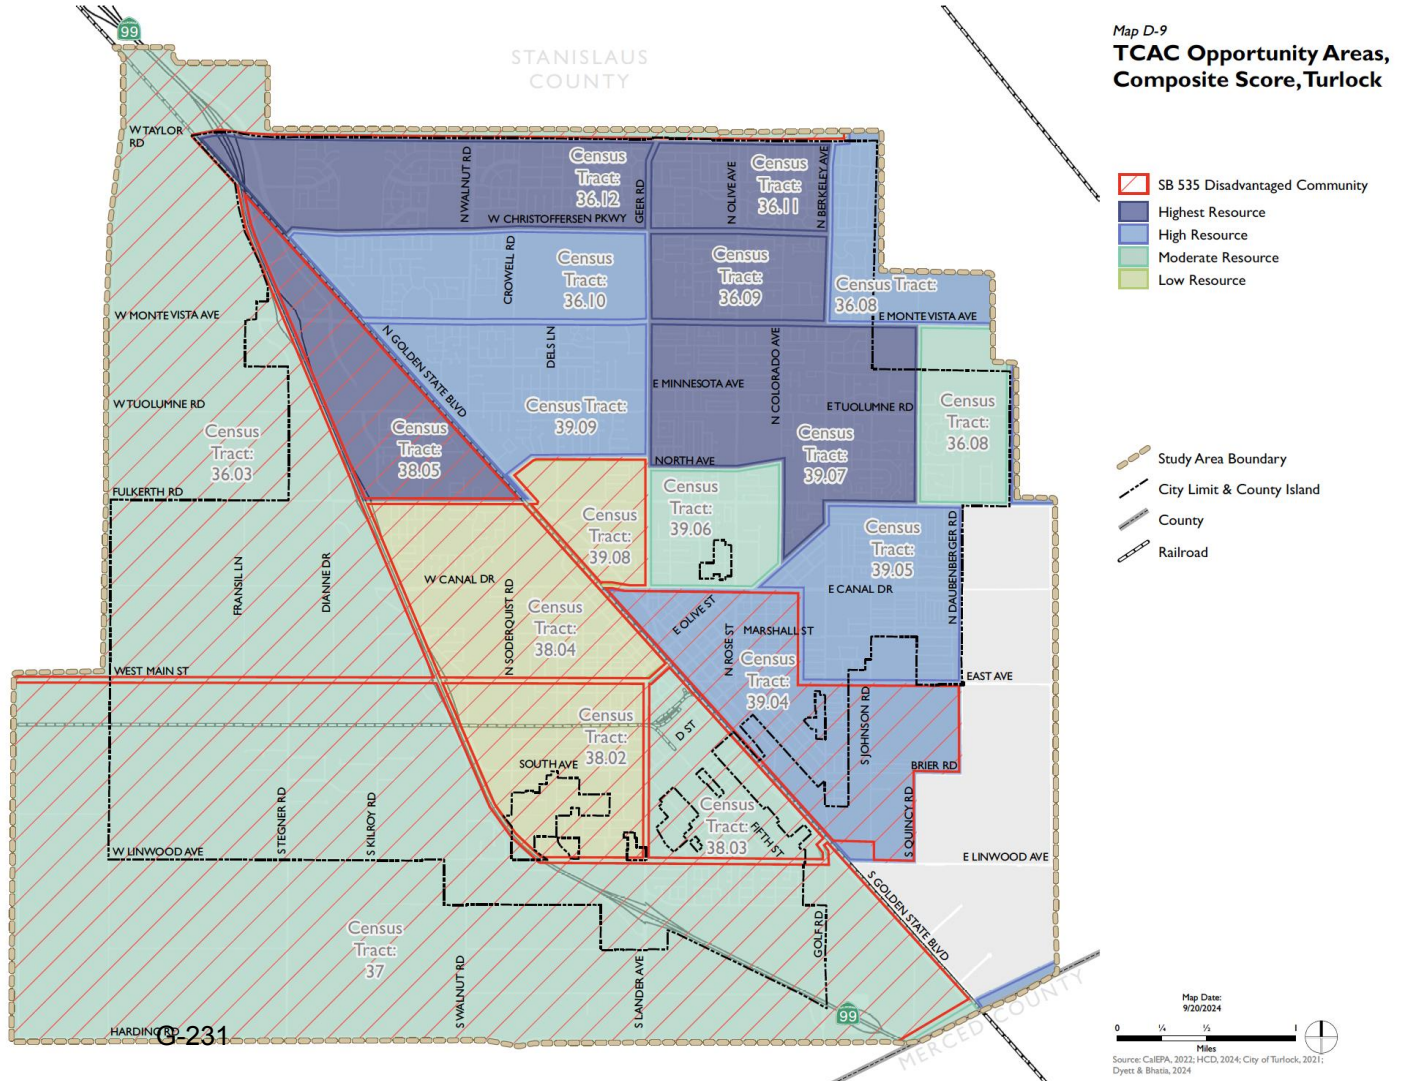 Map D-9
TCAC Opportunity Areas,
Composite Score, Turlock
SB 535 Disadvantaged Community
Highest Resource
High Resource
Moderate Resource
Low Resource
Study Area Boundary
City Limit & County Island
County
Railroad
Map Date:
9/20/2024
0 ¼ ½ 1
Miles
Source: CalEPA, 2022; HCD, 2024; City of Turlock, 2021;
Dyett & Bhatia, 2024
99
STANISLAUS
COUNTY
W TAYLOR
RD
N WALNUT RD
Census
Tract:
36.12
GEER RD
N OLIVE AVE
Census
Tract:
36.11
N BERKELEY AVE
W CHRISTOFFERSEN PKWY
CROWELL RD
Census
Tract:
36.10
Census
Tract:
36.09
Census Tract:
36.08
W MONTE VISTA AVE
E MONTE VISTA AVE
N GOLDEN STATE BLVD
DELS LN
N COLORADO AVE
E MINNESOTA AVE
W TUOLUMNE RD
Census Tract:
39.09
E TUOLUMNE RD
Census
Tract:
36.08
Census
Tract:
36.03
Census
Tract:
38.05
Census
Tract:
39.07
NORTH AVE
FULKERTH RD
Census
Tract:
39.06
Census
Tract:
39.08
Census
Tract:
39.05
N DAUBENBERGER RD
FRANSIL LN
DIANNE DR
W CANAL DR
N SODERQUIST RD
E CANAL DR
Census
Tract:
38.04
E OLIVE ST
N ROSE ST
MARSHALL ST
Census
Tract:
39.04
WEST MAIN ST
EAST AVE
Census
Tract:
38.02
D ST
S JOHNSON RD
SOUTH AVE
BRIER RD
S TEGNER RD
S KILROY RD
Census
Tract:
38.03
FIFTH ST
S QUINCY RD
W LINWOOD AVE
E LINWOOD AVE
S GOLDEN STATE BLVD
Census
Tract:
37
S WALNUT RD
S LANDER AVE
GOLF RD
99
HARDING RD
G-231
MERCED COUNTY